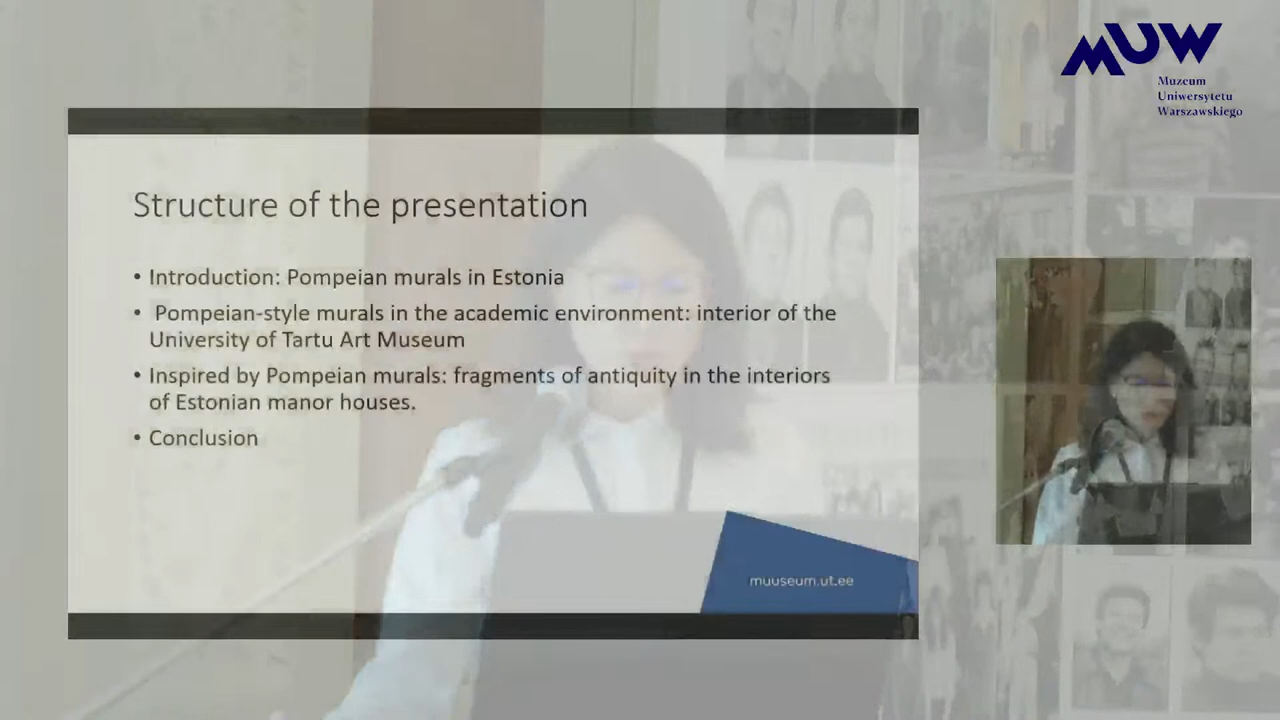 MUW
Muzeum
Uniwersytetu
Warszawskiego
Structure of the presentation
• Introduction: Pompeian murals in Estonia
• Pompeian-style murals in the academic environment: interior of the
University of Tartu Art Museum
• Inspired by Pompeian murals: fragments of antiquity in the interiors
of Estonian manor houses.
• Conclusion
muuseum.ut.ee